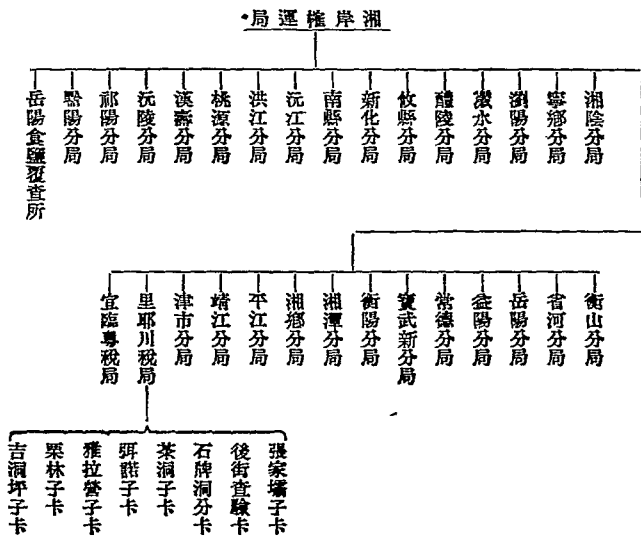 湘岸榷運局
湘陰分局
寧鄉分局
瀏陽分局
漵水分局
醴陵分局
攸縣分局
新化分局
南縣分局
沅江分局
洪江分局
桃源分局
漢壽分局
沅陵分局
祁陽分局
黔陽分局
岳陽食鹽覆查所
衡山分局
省河分局
岳陽分局
益陽分局
常德分局
寶武新分局
衡陽分局
湘潭分局
湘鄉分局
平江分局
靖江分局
津市分局
里耶川稅局
宜臨粵稅局
張家壩子卡
後街查驗卡
石牌洞分卡
茶洞子卡
弭諾子卡
雅拉營子卡
栗林子卡
吉洞坪子卡